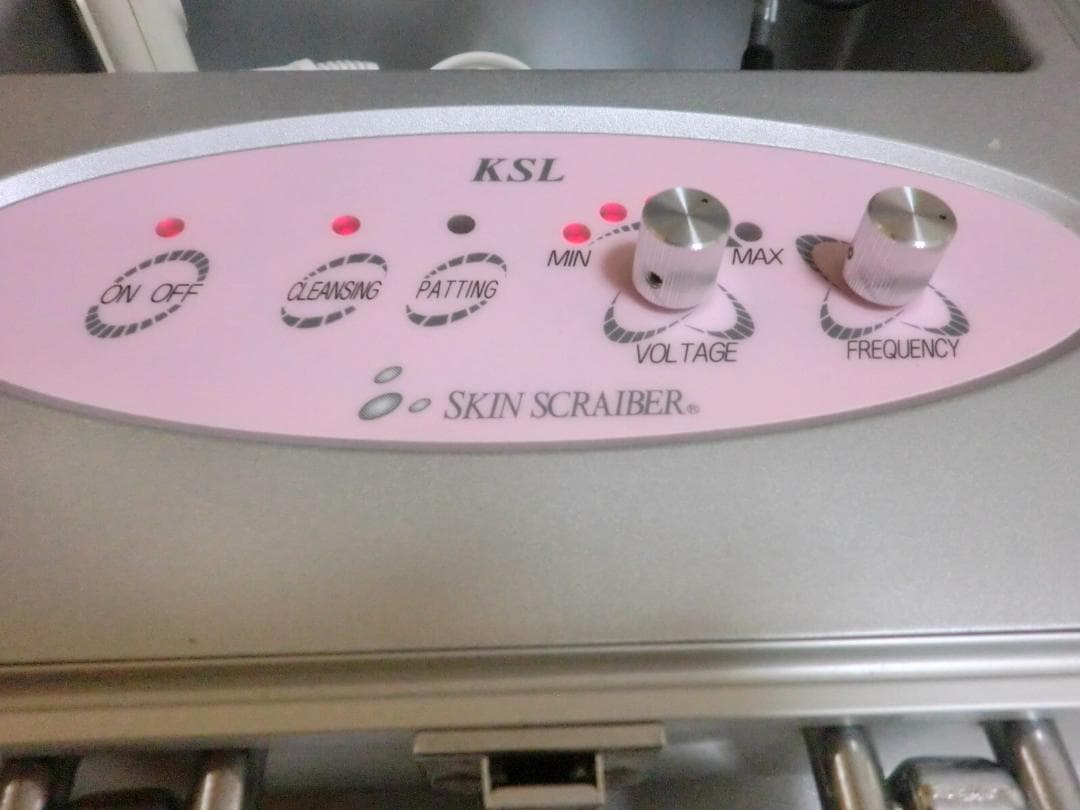 KSL
ON OFF
CLEANSING
PATTING
MIN
MAX
VOLTAGE
FREQUENCY
SKIN SCRAIBER®